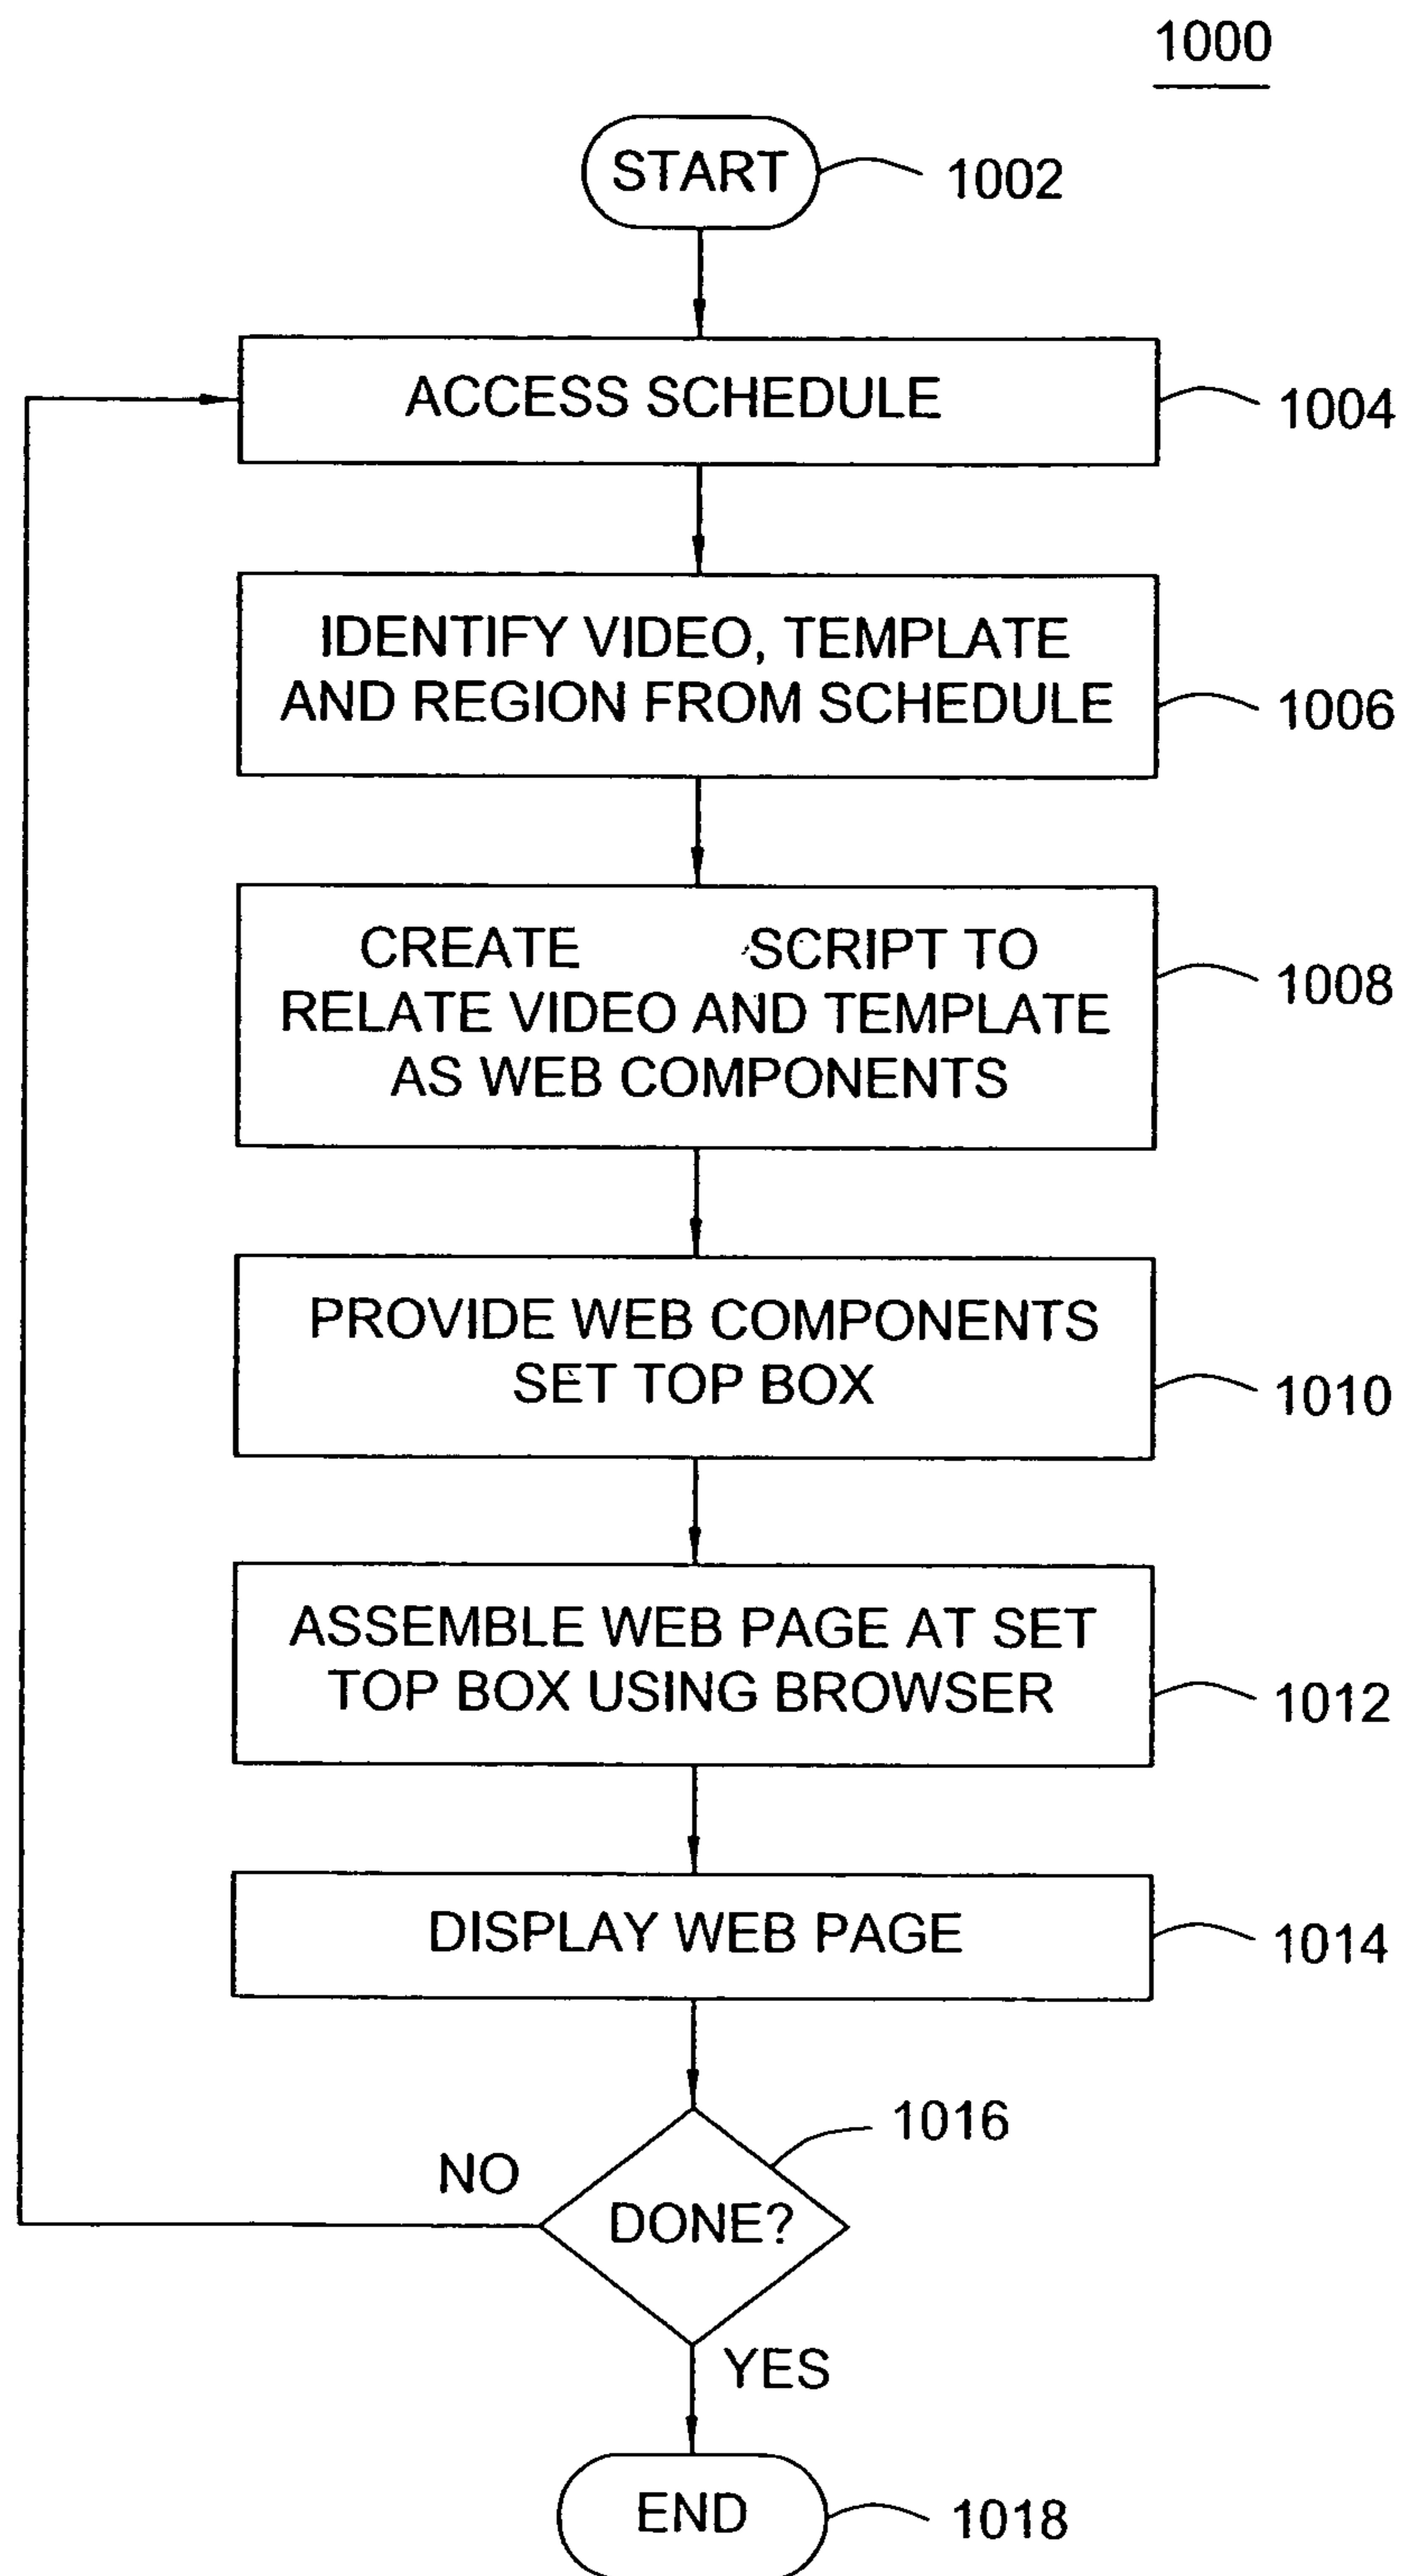 1000
START
1002
ACCESS SCHEDULE
1004
IDENTIFY VIDEO, TEMPLATE
AND REGION FROM SCHEDULE
1006
CREATE SCRIPT TO
RELATE VIDEO AND TEMPLATE
AS WEB COMPONENTS
1008
PROVIDE WEB COMPONENTS
SET TOP BOX
1010
ASSEMBLE WEB PAGE AT SET
TOP BOX USING BROWSER
1012
DISPLAY WEB PAGE
1014
1016
NO
DONE?
YES
END
1018